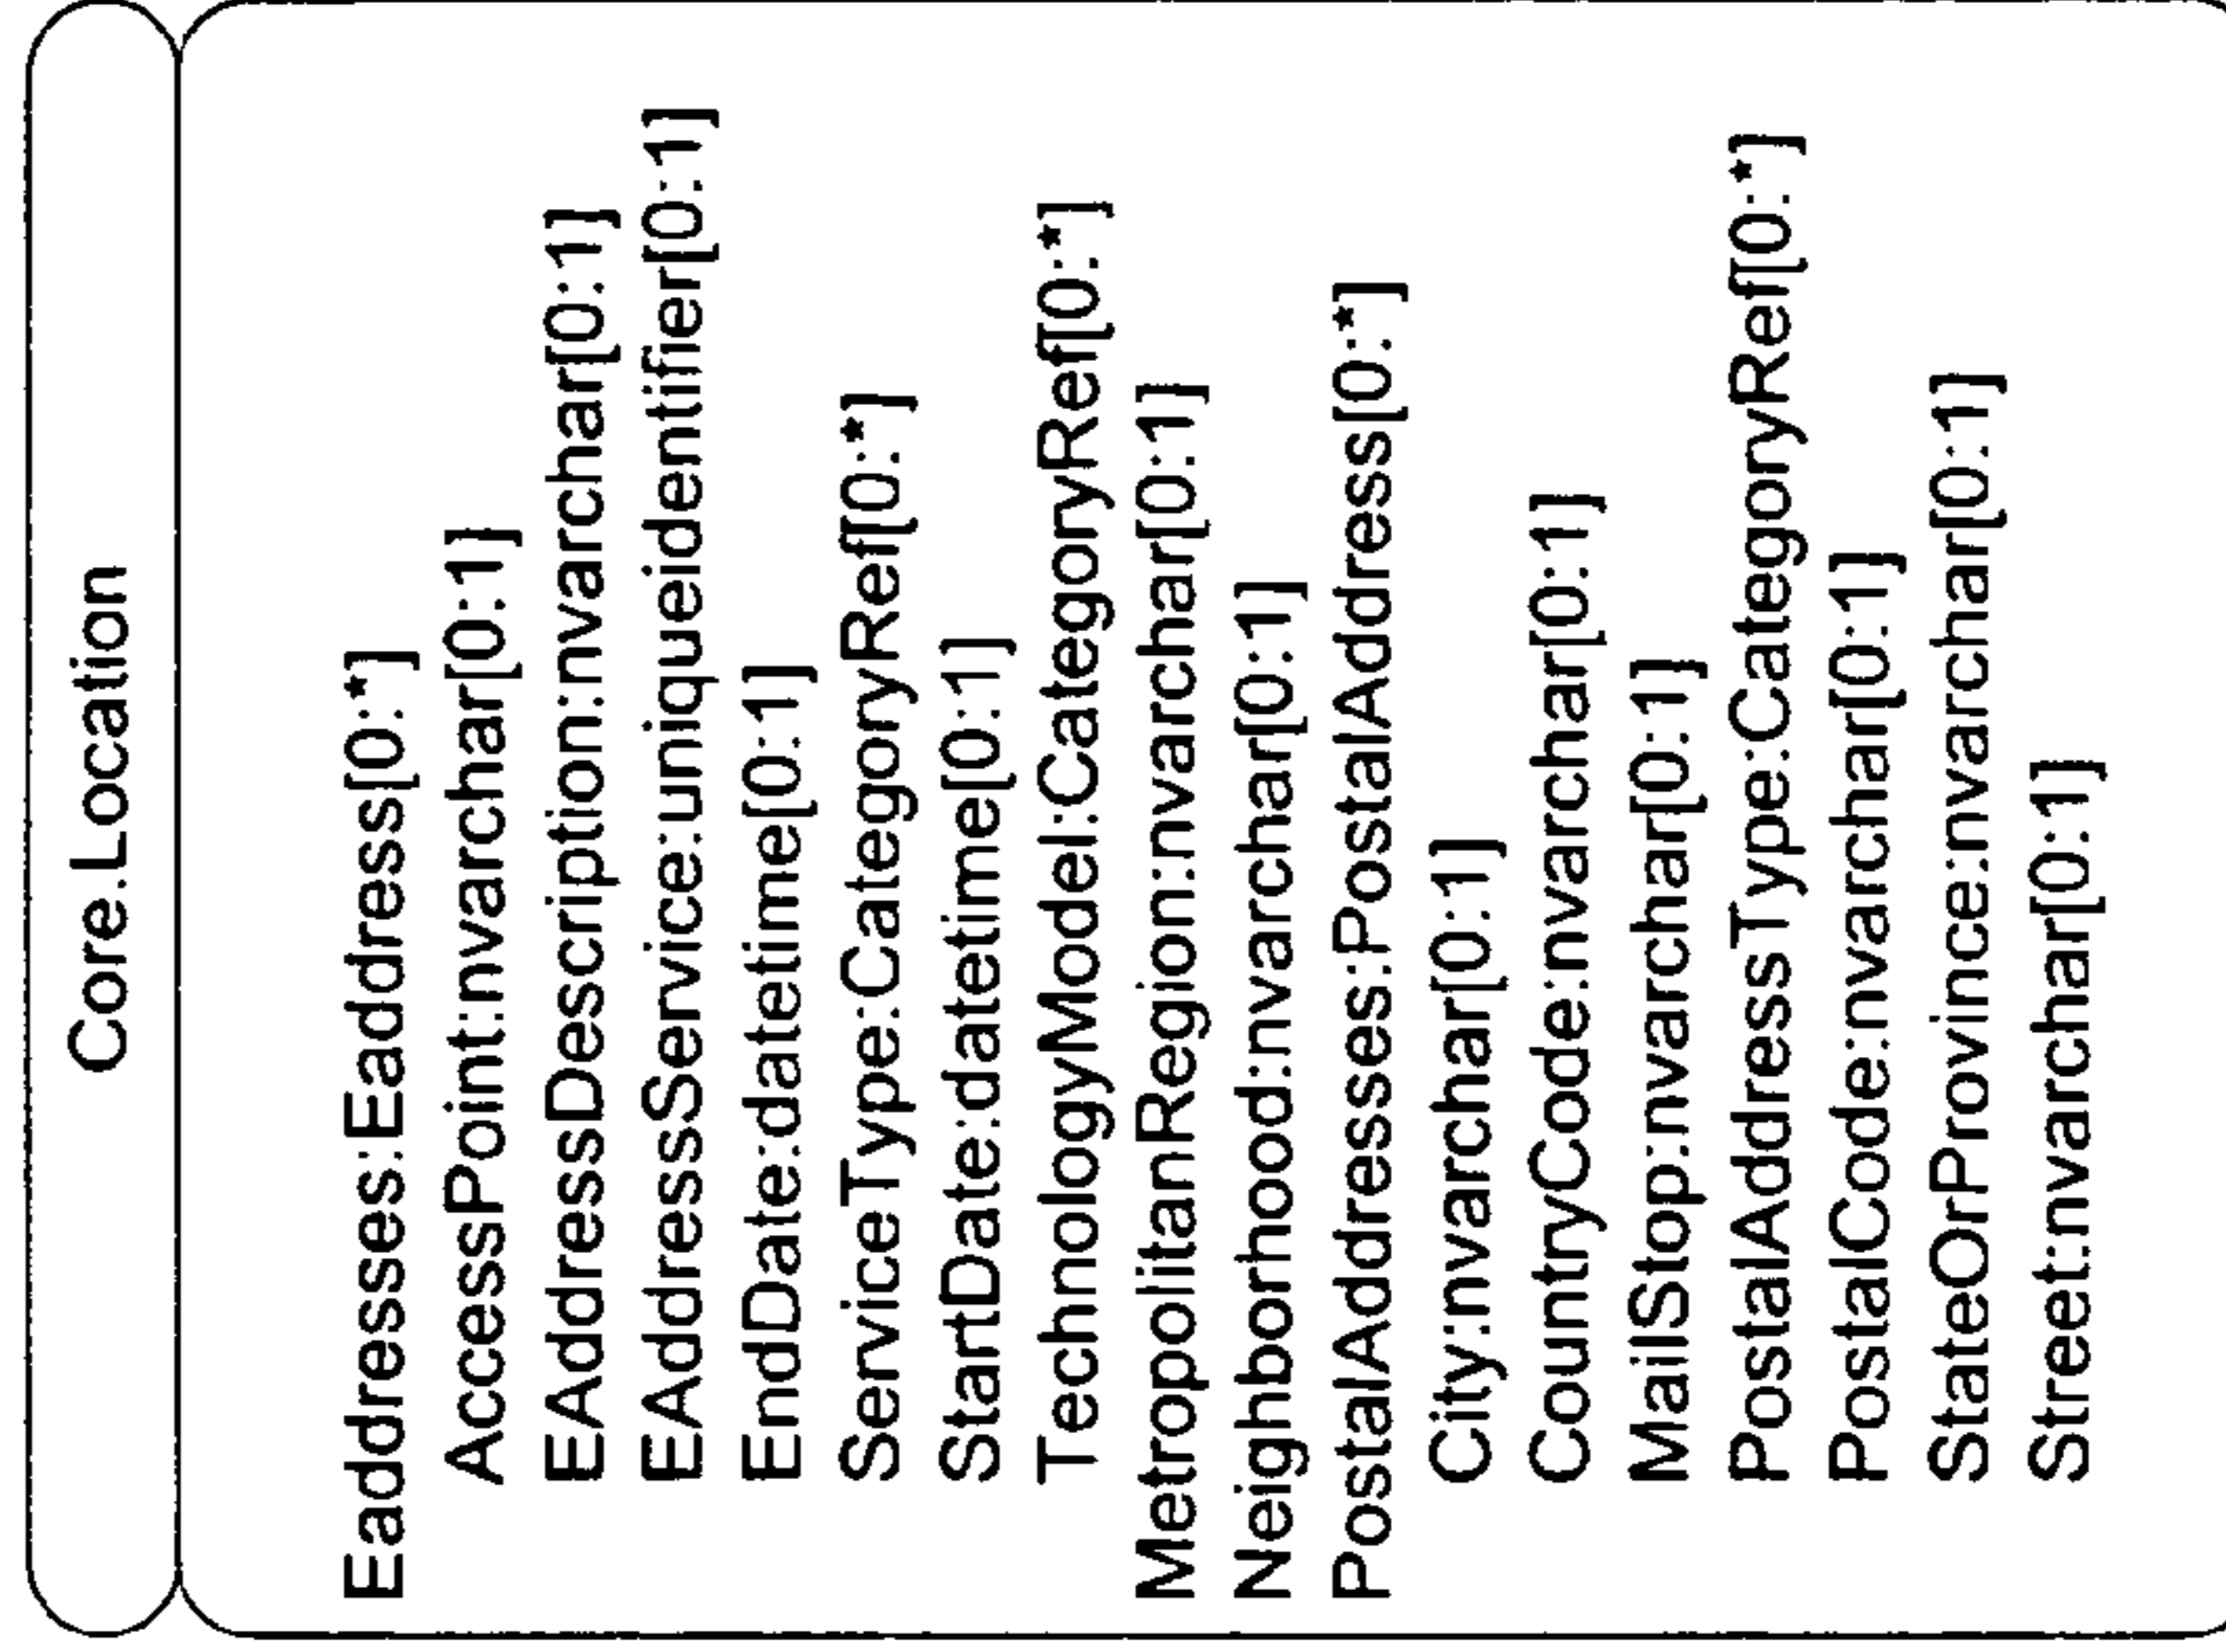 Core.Location
Eaddresses:Eaddress[0:*]
AccessPoint:nvarchar[0:1]
EAddressDescription:nvarchar[0:1]
EAddressService:uniqueidentifier[0:1]
EndDate:datetime[0:1]
ServiceType:CategoryRef[0:*]
StartDate:datetime[0:1]
TechnologyModel:CategoryRef[0:*]
MetropolitanRegion:nvarchar[0:1]
Neighborhood:nvarchar[0:1]
PostalAddresses:PostalAddress[0:*]
City:nvarchar[0:1]
CountryCode:nvarchar[0:1]
MailStop:nvarchar[0:1]
PostalAddressType:CategoryRef[0:*]
PostalCode:nvarchar[0:1]
StateOrProvince:nvarchar[0:1]
Street:nvarchar[0:1]